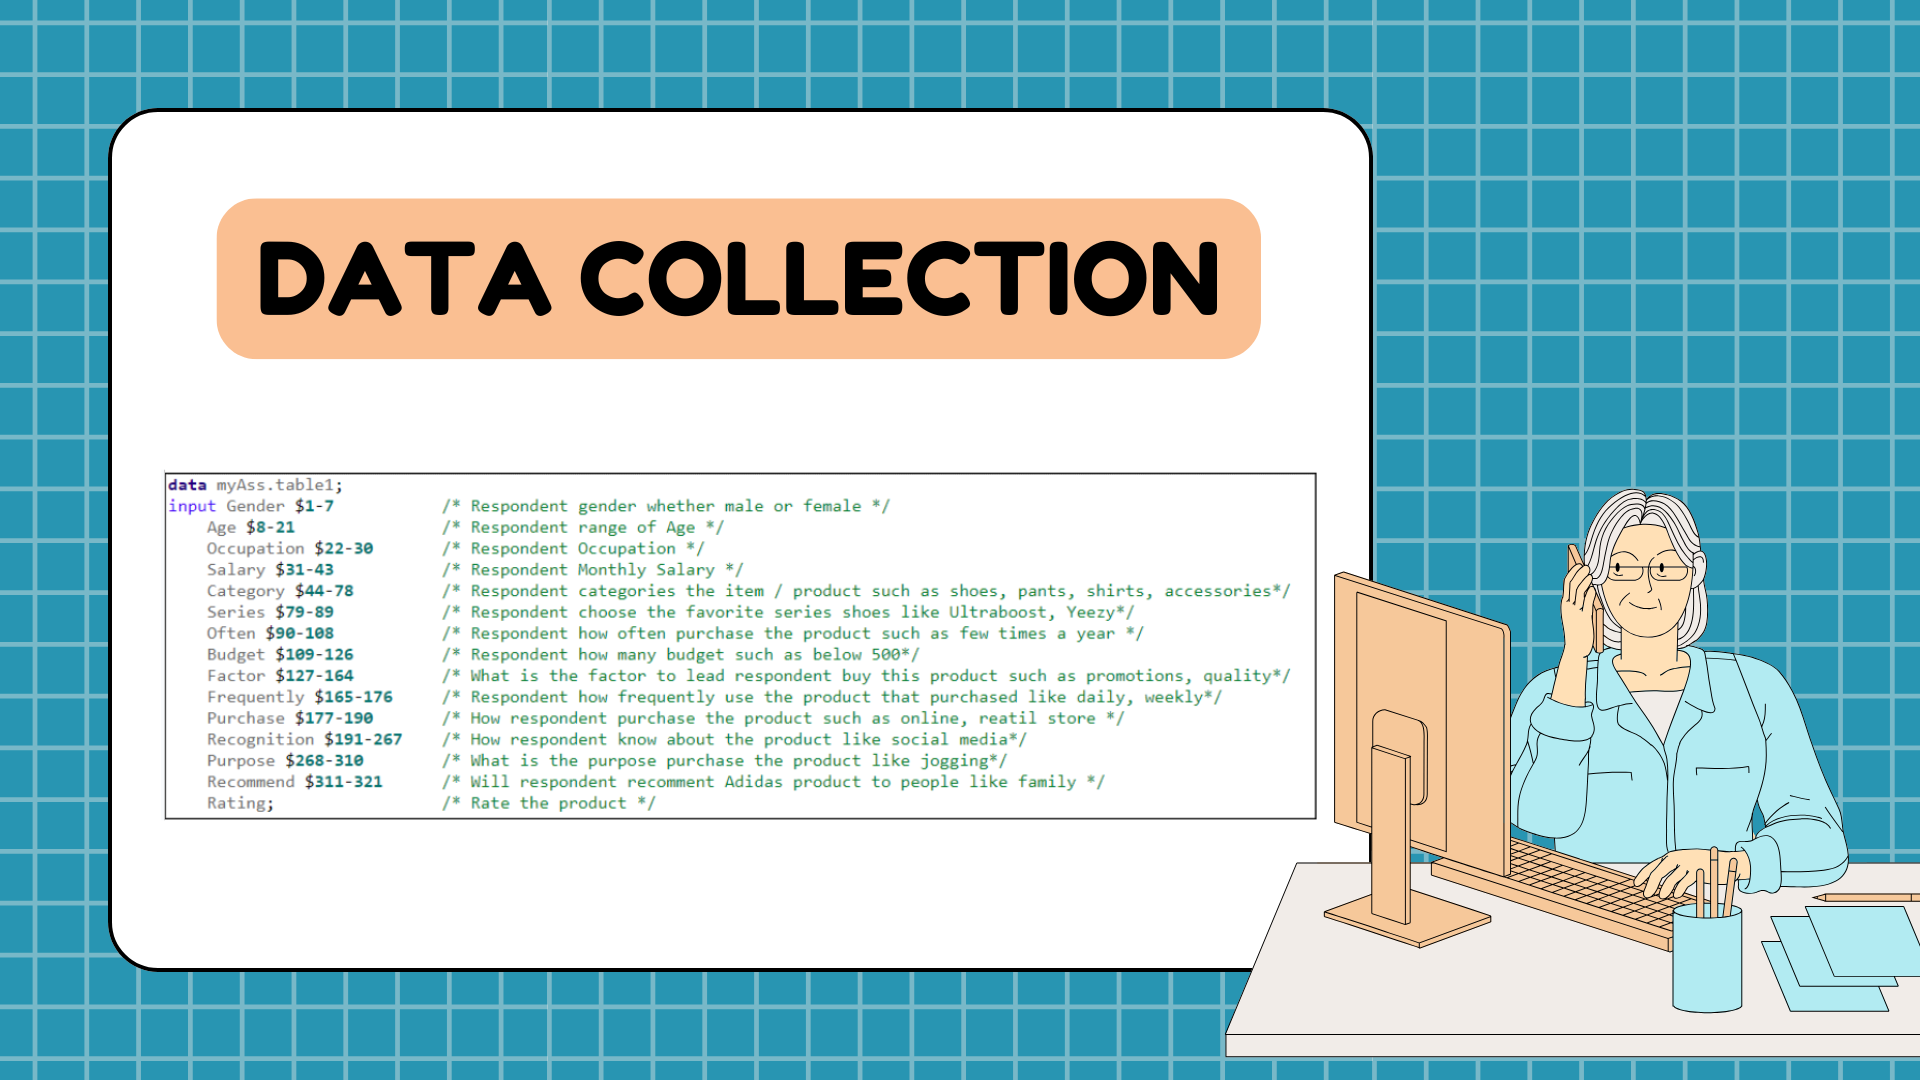 DATA COLLECTION
data myAss.table1;
input Gender $1-7 /* Respondent gender whether male or female */
Age $8-21 /* Respondent range of Age */
Occupation $22-30 /* Respondent Occupation */
Salary $31-43 /* Respondent Monthly Salary */
Category $44-78 /* Respondent categories the item / product such as shoes, pants, shirts, accessories*/
Series $79-89 /* Respondent choose the favorite series shoes like Ultraboost, Yeezy*/
Often $90-108 /* Respondent how often purchase the product such as few times a year */
Budget $109-126 /* Respondent how many budget such as below 500*/
Factor $127-164 /* What is the factor to lead respondent buy this product such as promotions, quality*/
Frequently $165-176 /* Respondent how frequently use the product that purchased like daily, weekly*/
Purchase $177-190 /* How respondent purchase the product such as online, reatil store */
Recognition $191-267 /* How respondent know about the product like social media*/
Purpose $268-310 /* What is the purpose purchase the product like jogging*/
Recommend $311-321 /* Will respondent recomment Adidas product to people like family */
Rating; /* Rate the product */